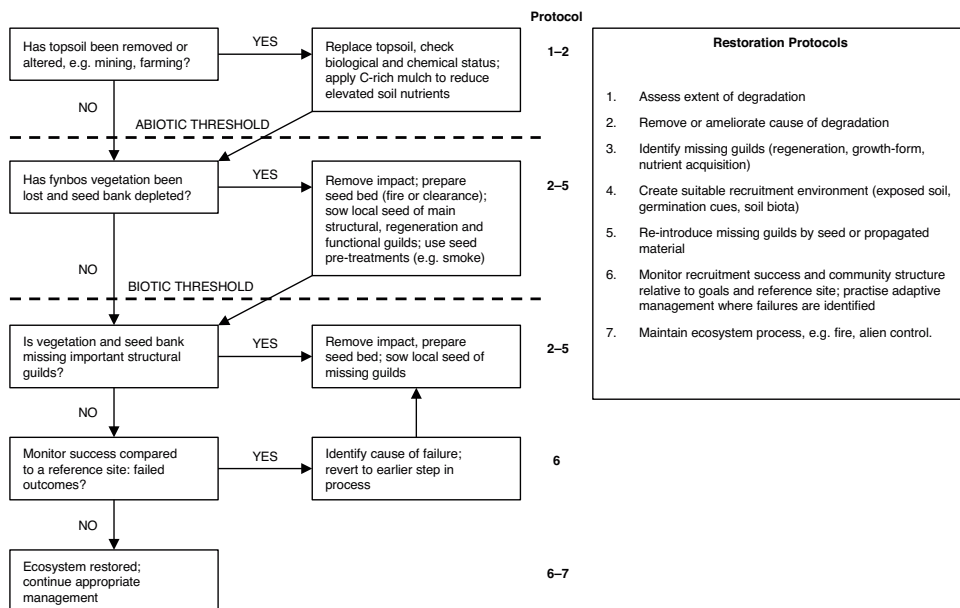 Protocol
Has topsoil been removed or
altered, e.g. mining, farming?
YES
Replace topsoil, check
biological and chemical status;
apply C-rich mulch to reduce
elevated soil nutrients
1–2
NO
ABIOTIC THRESHOLD
Has fynbos vegetation been
lost and seed bank depleted?
YES
Remove impact; prepare
seed bed (fire or clearance);
sow local seed of main
structural, regeneration and
functional guilds; use seed
pre-treatments (e.g. smoke)
2–5
NO
BIOTIC THRESHOLD
Is vegetation and seed bank
missing important structural
guilds?
YES
Remove impact, prepare
seed bed; sow local seed of
missing guilds
2–5
NO
Monitor success compared
to a reference site: failed
outcomes?
YES
Identify cause of failure;
revert to earlier step in
process
6
NO
Ecosystem restored;
continue appropriate
management
6–7
Restoration Protocols
1. Assess extent of degradation
2. Remove or ameliorate cause of degradation
3. Identify missing guilds (regeneration, growth-form,
nutrient acquisition)
4 Create suitable recruitment environment (exposed soil,
germination cues, soil biota)
5. Re-introduce missing guilds by seed or propagated
material
6. Monitor recruitment success and community structure
relative to goals and reference site; practise adaptive
management where failures are identified
7. Maintain ecosystem process, e.g. fire, alien control.